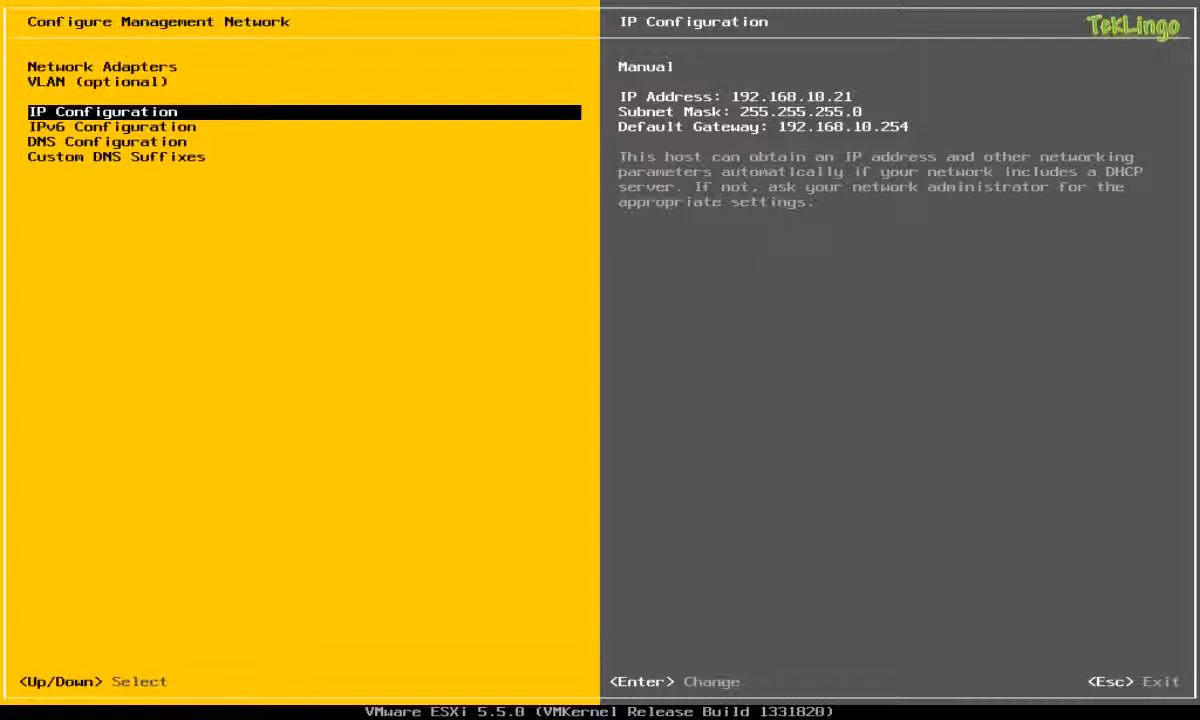 Configure Management Network
Network Adapters
VLAN (optional)
IP Configuration
IPv6 Configuration
DNS Configuration
Custom DNS Suffixes
<Up/Down> Select
IP Configuration
TekLingo
Manual
IP Address: 192.168.10.21
Subnet Mask: 255.255.255.0
Default Gateway: 192.168.10.254
This host can obtain an IP address and other networking
parameters automatically if your network includes a DHCP
server. If not, ask your network administrator for the
appropriate settings.
<Enter> Change
<Esc> Exit
VMware ESXi 5.5.0 (VMKernel Release Build 1331820)